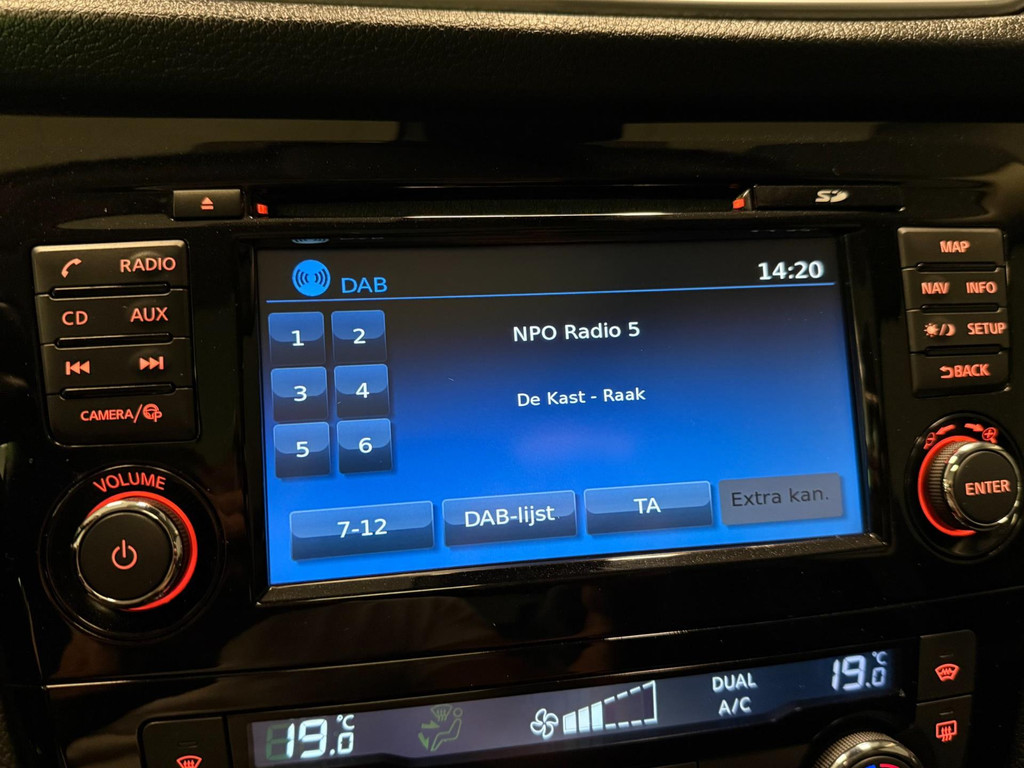 SD
RADIO
CD AUX
CAMERA/
VOLUME
DAB 14:20
1 2
3 4
5 6
NPO Radio 5
De Kast - Raak
7-12 DAB-lijst TA Extra kan.
MAP
NAV INFO
SETUP
BACK
ENTER
19.0°C
DUAL
A/C
19.0°C